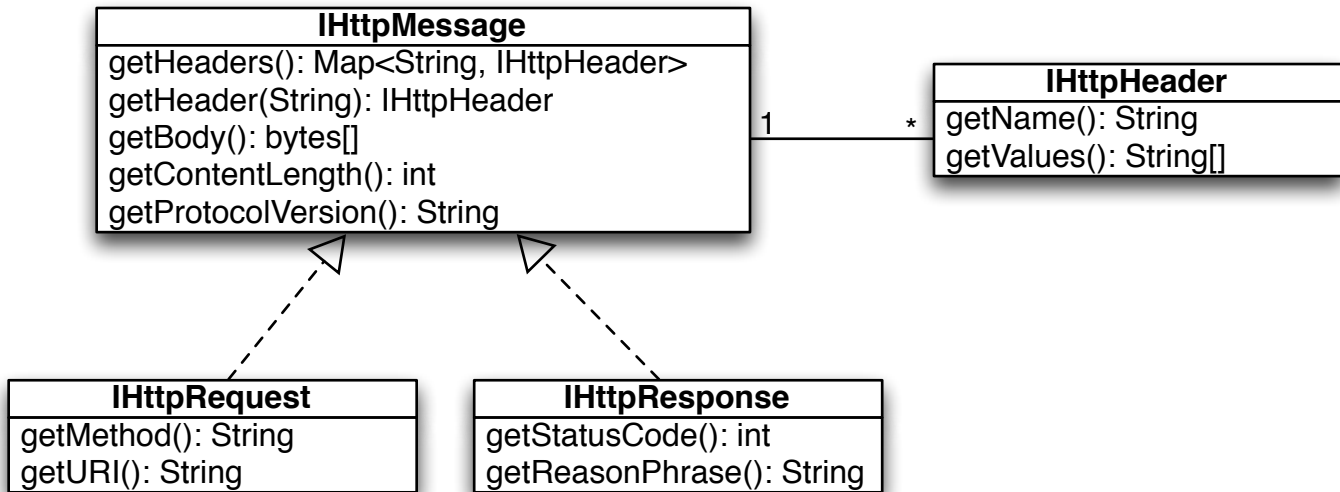 IHttpMessage
getHeaders(): Map<String, IHttpHeader>
getHeader(String): IHttpHeader
getBody(): bytes[]
getContentLength(): int
getProtocolVersion(): String
1
*
IHttpHeader
getName(): String
getValues(): String[]
IHttpRequest
getMethod(): String
getURI(): String
IHttpResponse
getStatusCode(): int
getReasonPhrase(): String